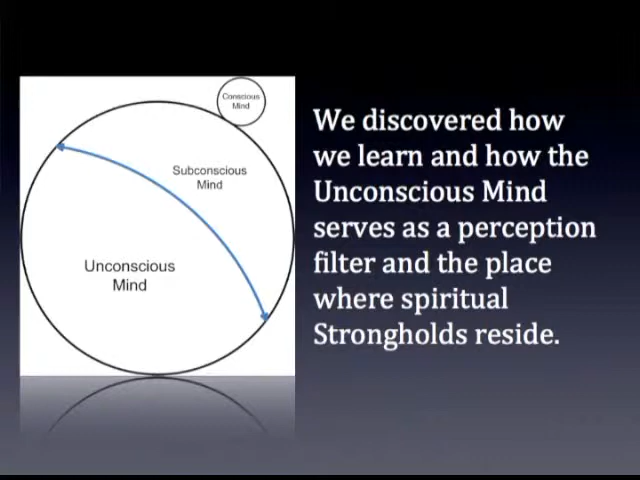 Conscious
Mind
Subconscious
Mind
Unconscious
Mind
We discovered how
we learn and how the
Unconscious Mind
serves as a perception
filter and the place
where spiritual
Strongholds reside.